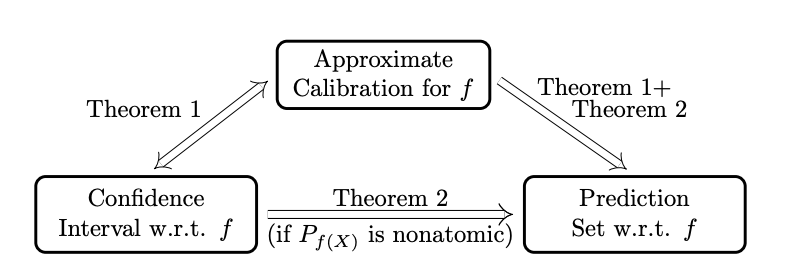 Approximate
Calibration for f
Theorem 1
Theorem 1+
Theorem 2
Confidence
Interval w.r.t. f
Theorem 2
(if P_{f(X)} is nonatomic)
Prediction
Set w.r.t. f